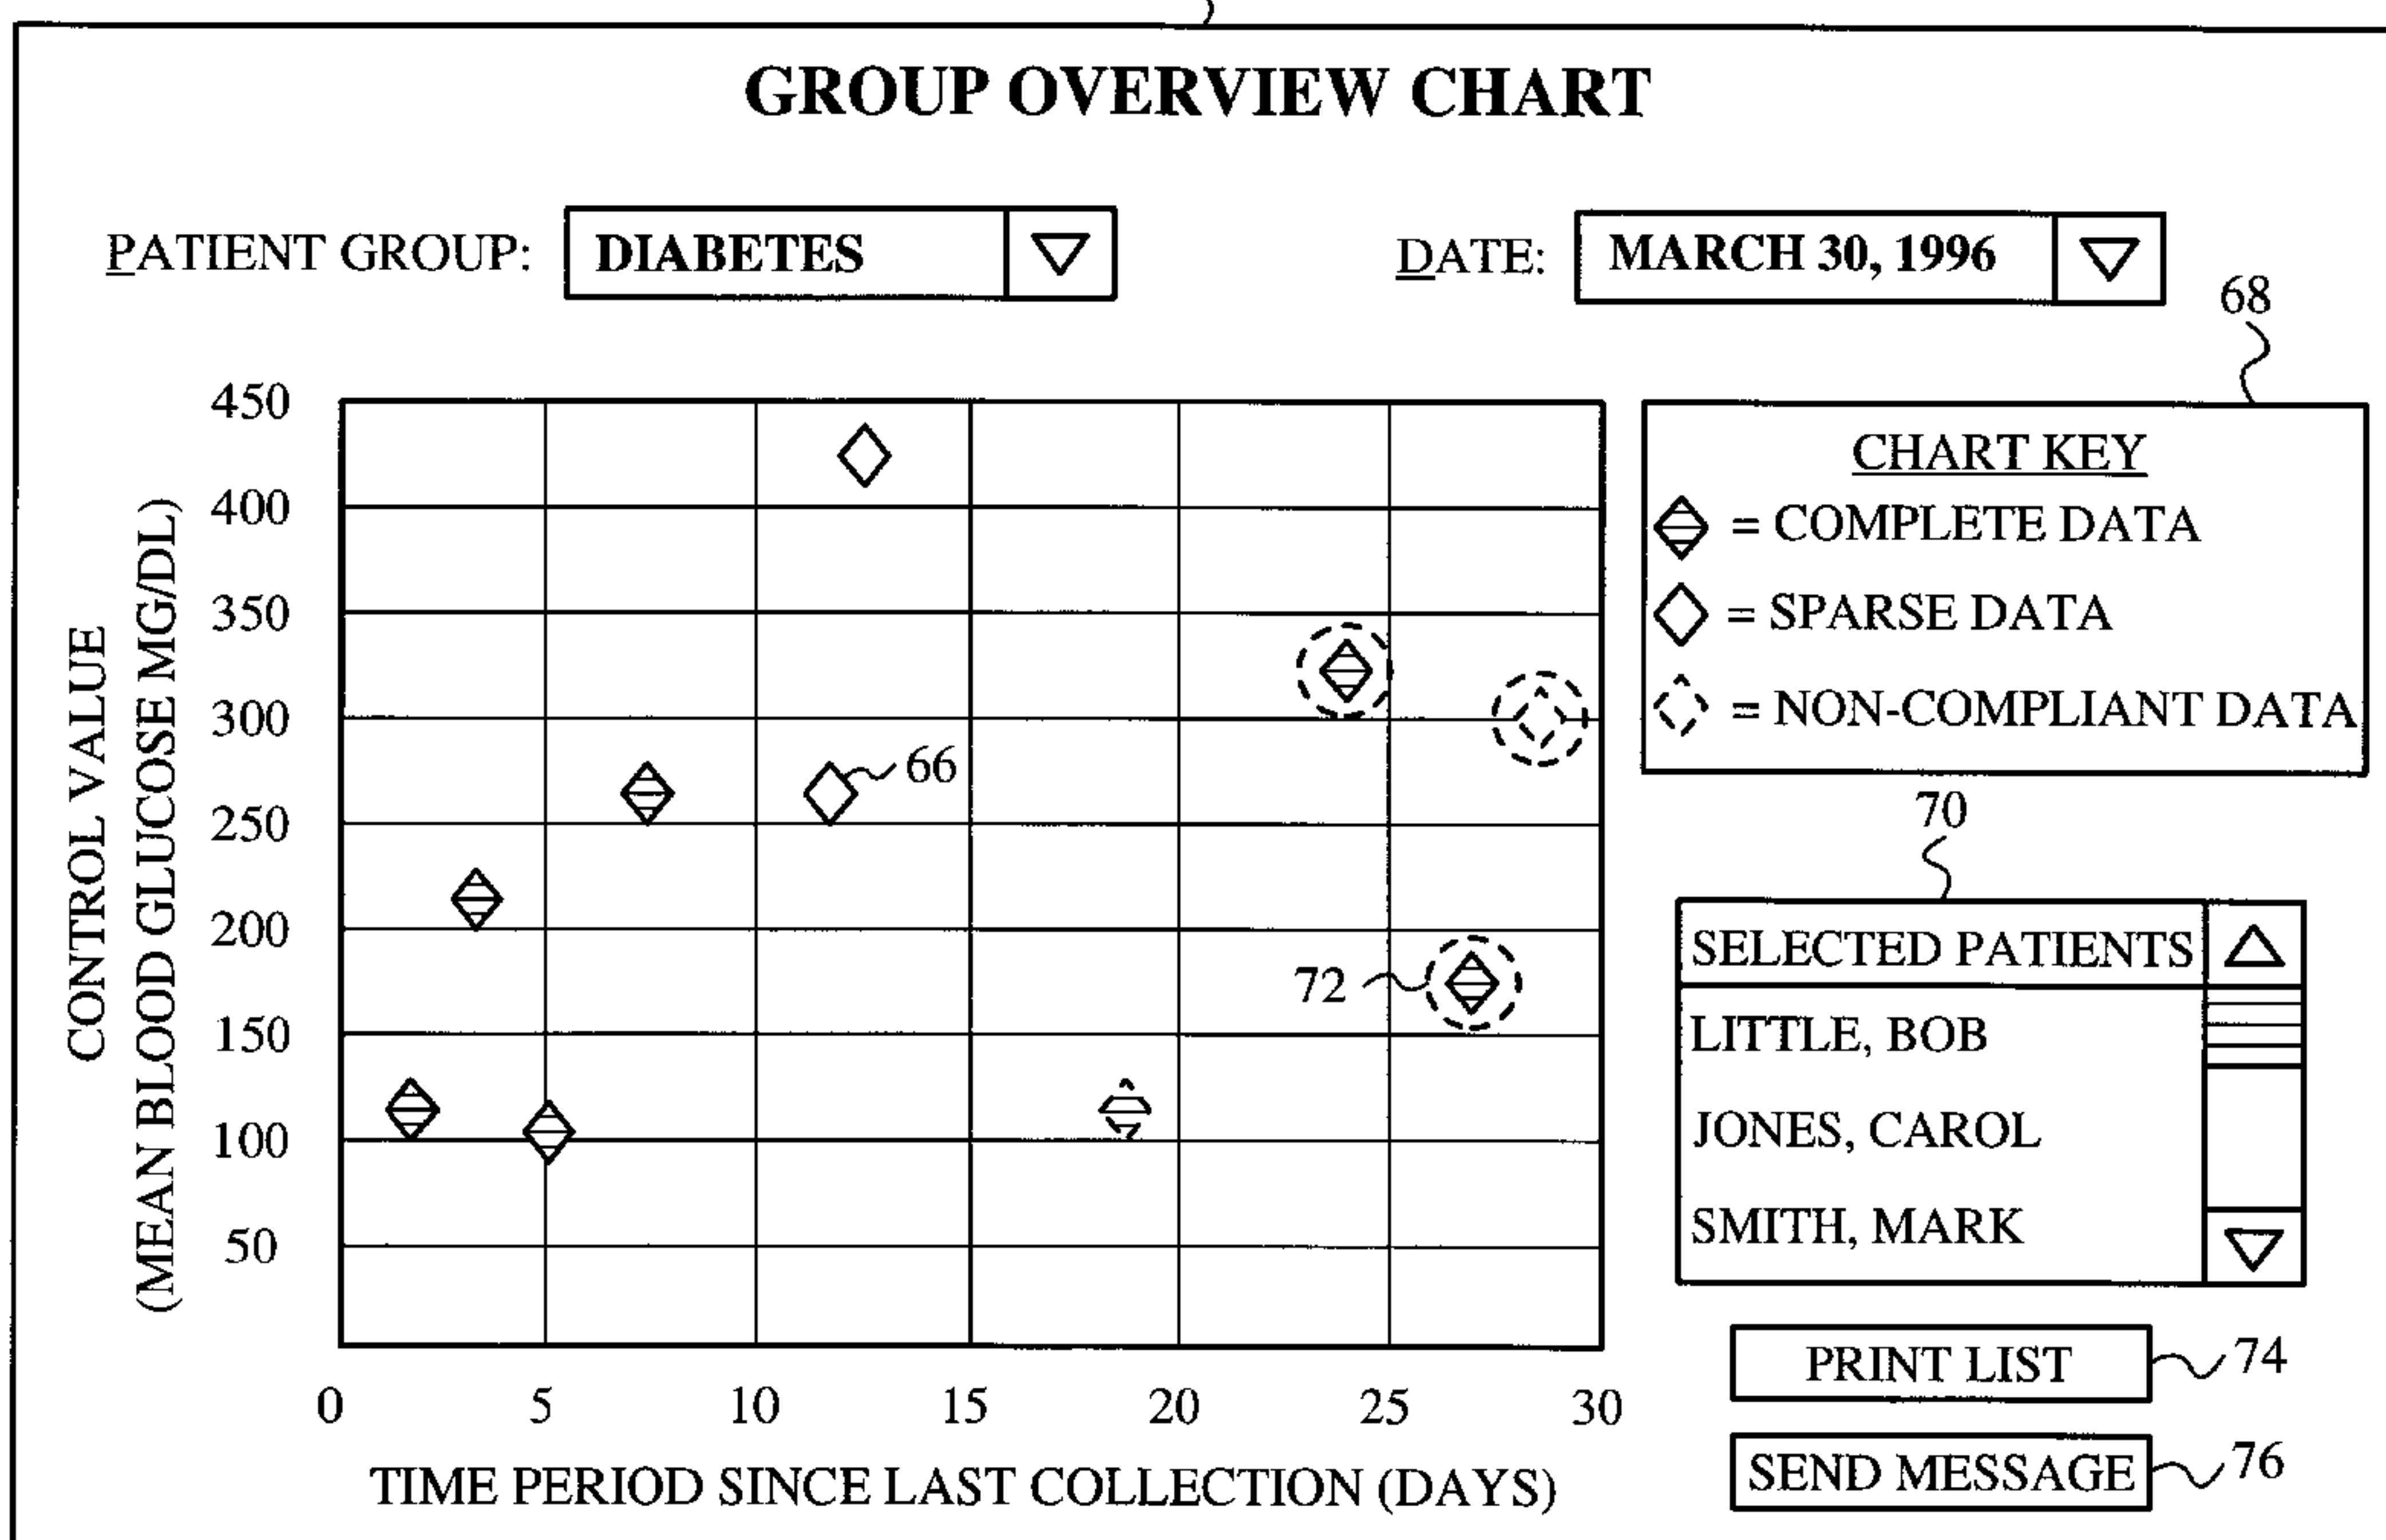 GROUP OVERVIEW CHART
PATIENT GROUP: DIABETES
DATE: MARCH 30, 1996
68
CONTROL VALUE
(MEAN BLOOD GLUCOSE MG/DL)
450
400
350
300
250
200
150
100
50
66
72
0 5 10 15 20 25 30
TIME PERIOD SINCE LAST COLLECTION (DAYS)
CHART KEY
= COMPLETE DATA
= SPARSE DATA
= NON-COMPLIANT DATA
70
SELECTED PATIENTS
LITTLE, BOB
JONES, CAROL
SMITH, MARK
PRINT LIST 74
SEND MESSAGE 76